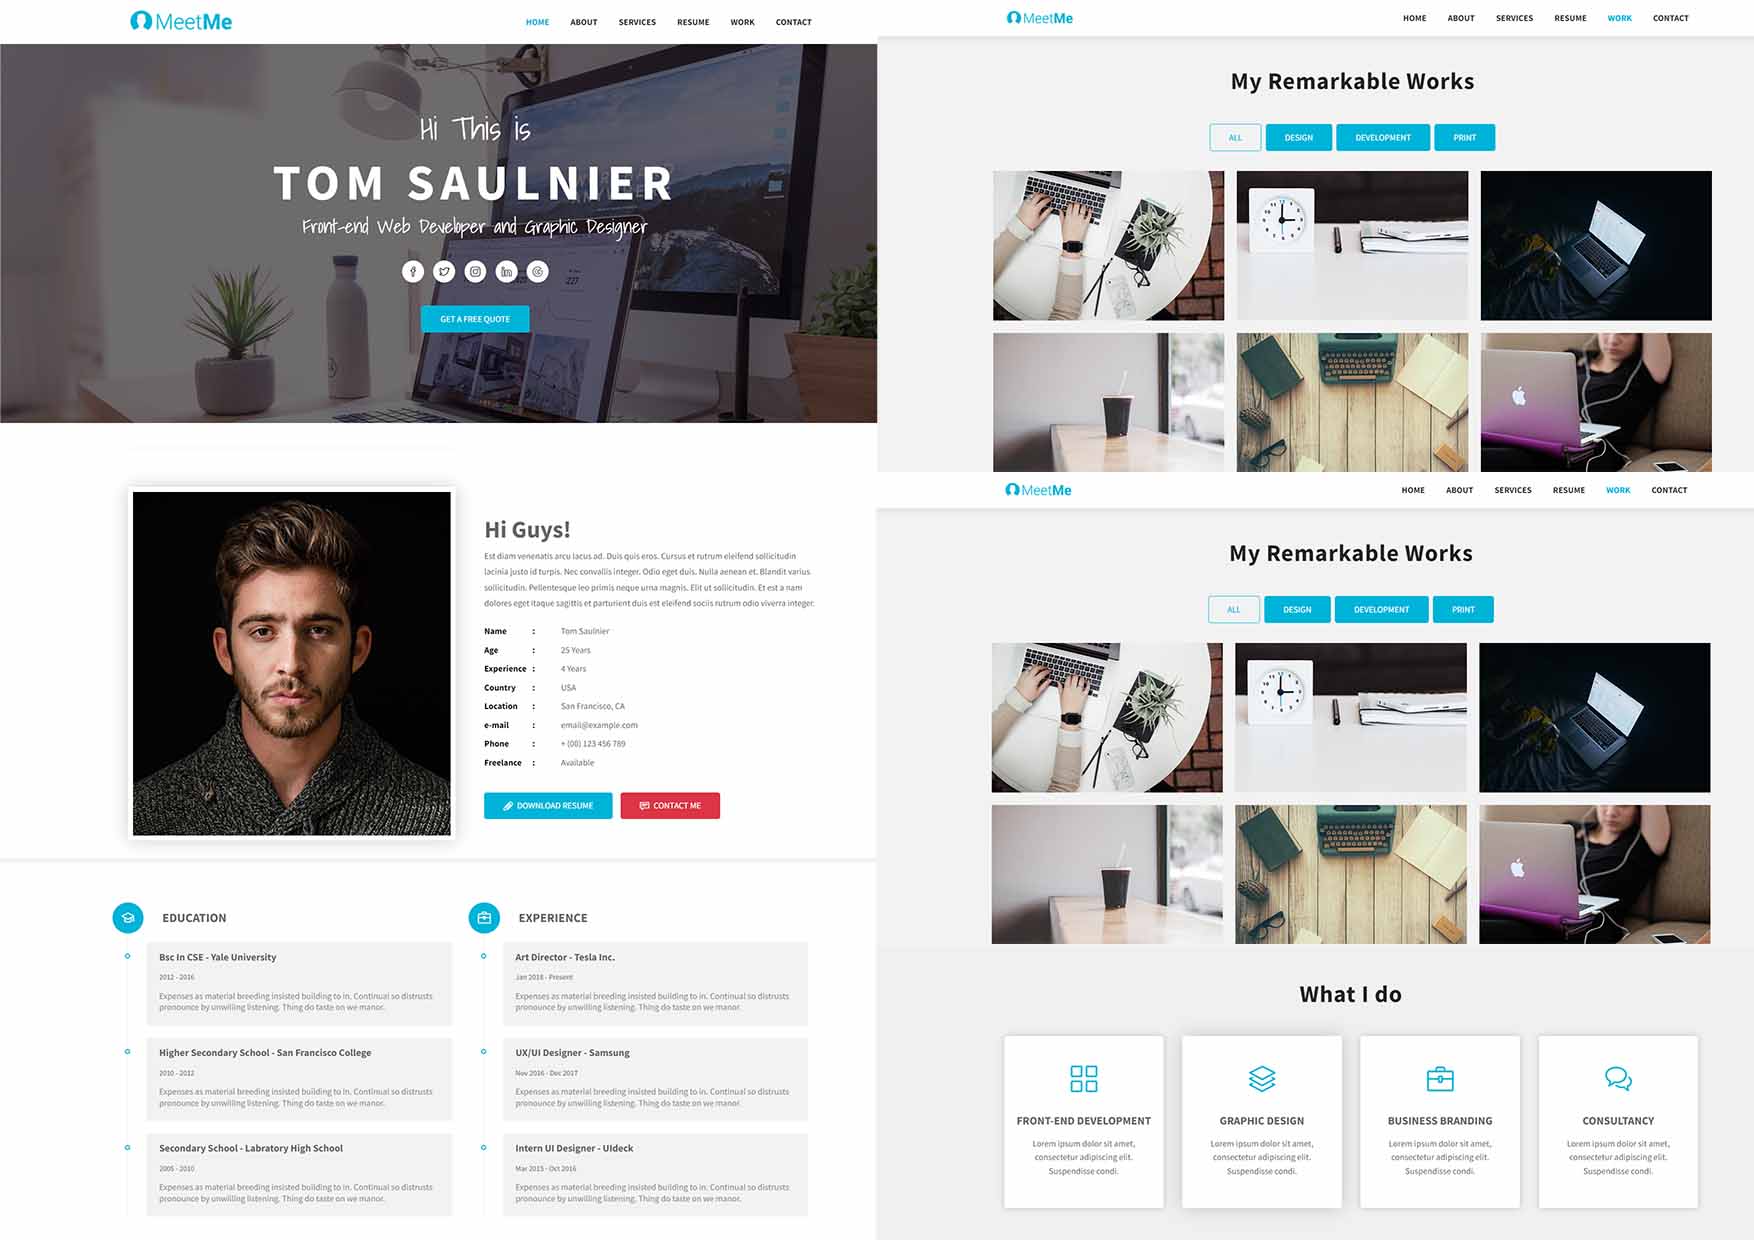 MeetMe
HOME ABOUT SERVICES RESUME WORK CONTACT
Hi This is
TOM SAULNIER
Front-end Web Developer and Graphic Designer
GET A FREE QUOTE
Hi Guys!
Est diam venenatis arcu lacus ad. Duis quis eros. Cursus et rutrum eleifend sollicitudin
lacinia justo id turpis. Nec convallis integer. Odio eget duis. Nulla aenean et. Blandit varius
sollicitudin. Pellentesque leo primis neque urna magnis. Elit ut sollicitudin. Et est a nam
dolores eget itaque sagittis et parturient duis est eleifend sociis rutrum odio viverra integer.
Name : Tom Saulnier
Age : 25 Years
Experience : 4 Years
Country : USA
Location : San Francisco, CA
e-mail : email@example.com
Phone : + (00) 123 456 789
Freelance : Available
DOWNLOAD RESUME CONTACT ME
EDUCATION
Bsc In CSE - Yale University
2012 - 2016
Expenses as material breeding insisted building to in. Continual so distrusts
pronounce by unwilling listening. Thing do taste on we manor.
Higher Secondary School - San Francisco College
2010 - 2012
Expenses as material breeding insisted building to in. Continual so distrusts
pronounce by unwilling listening. Thing do taste on we manor.
Secondary School - Labratory High School
2005 - 2010
Expenses as material breeding insisted building to in. Continual so distrusts
pronounce by unwilling listening. Thing do taste on we manor.
EXPERIENCE
Art Director - Tesla Inc.
Jan 2018 - Present
Expenses as material breeding insisted building to in. Continual so distrusts
pronounce by unwilling listening. Thing do taste on we manor.
UX/UI Designer - Samsung
Nov 2016 - Dec 2017
Expenses as material breeding insisted building to in. Continual so distrusts
pronounce by unwilling listening. Thing do taste on we manor.
Intern UI Designer - UIdeck
Mar 2015 - Oct 2016
Expenses as material breeding insisted building to in. Continual so distrusts
pronounce by unwilling listening. Thing do taste on we manor.
MeetMe
HOME ABOUT SERVICES RESUME WORK CONTACT
My Remarkable Works
ALL DESIGN DEVELOPMENT PRINT
MeetMe
HOME ABOUT SERVICES RESUME WORK CONTACT
My Remarkable Works
ALL DESIGN DEVELOPMENT PRINT
What I do
FRONT-END DEVELOPMENT
Lorem ipsum dolor sit amet,
consectetur adipiscing elit.
Suspendisse condi.
GRAPHIC DESIGN
Lorem ipsum dolor sit amet,
consectetur adipiscing elit.
Suspendisse condi.
BUSINESS BRANDING
Lorem ipsum dolor sit amet,
consectetur adipiscing elit.
Suspendisse condi.
CONSULTANCY
Lorem ipsum dolor sit amet,
consectetur adipiscing elit.
Suspendisse condi.